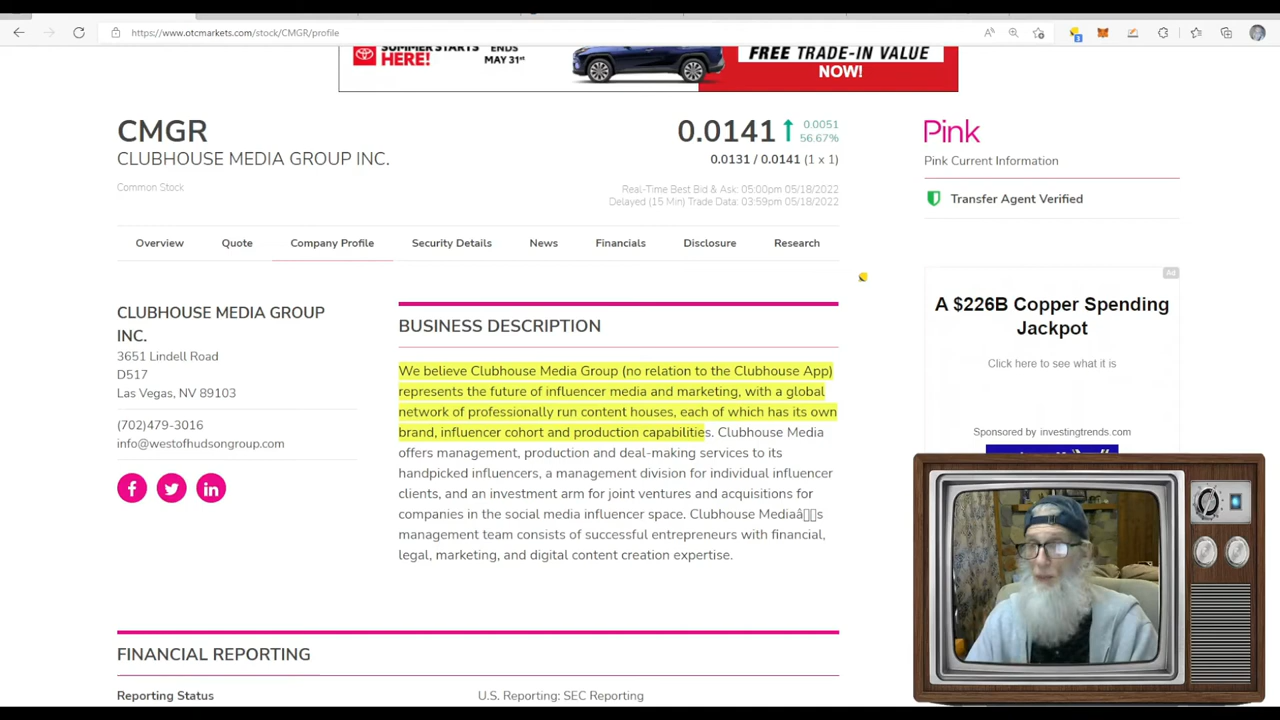 https://www.otcmarkets.com/stock/CMGR/profile
SUMMER STARTS
HERE!
ENDS
MAY 31st
FREE TRADE-IN VALUE
NOW!
CMGR
CLUBHOUSE MEDIA GROUP INC.
Common Stock
0.0141
0.0051
56.67%
0.0131 / 0.0141 (1 x 1)
Real-Time Best Bid & Ask: 05:00pm 05/18/2022
Delayed (15 Min) Trade Data: 03:59pm 05/18/2022
Pink
Pink Current Information
Transfer Agent Verified
Overview
Quote
Company Profile
Security Details
News
Financials
Disclosure
Research
CLUBHOUSE MEDIA GROUP
INC.
3651 Lindell Road
D517
Las Vegas, NV 89103
(702)479-3016
info@westofhudsongroup.com
BUSINESS DESCRIPTION
We believe Clubhouse Media Group (no relation to the Clubhouse App)
represents the future of influencer media and marketing, with a global
network of professionally run content houses, each of which has its own
brand, influencer cohort and production capabilities. Clubhouse Media
offers management, production and deal-making services to its
handpicked influencers, a management division for individual influencer
clients, and an investment arm for joint ventures and acquisitions for
companies in the social media influencer space. Clubhouse Mediaâ▯▯s
management team consists of successful entrepreneurs with financial,
legal, marketing, and digital content creation expertise.
Ad
A $226B Copper Spending
Jackpot
Click here to see what it is
Sponsored by investingtrends.com
FINANCIAL REPORTING
Reporting Status
U.S. Reporting: SEC Reporting